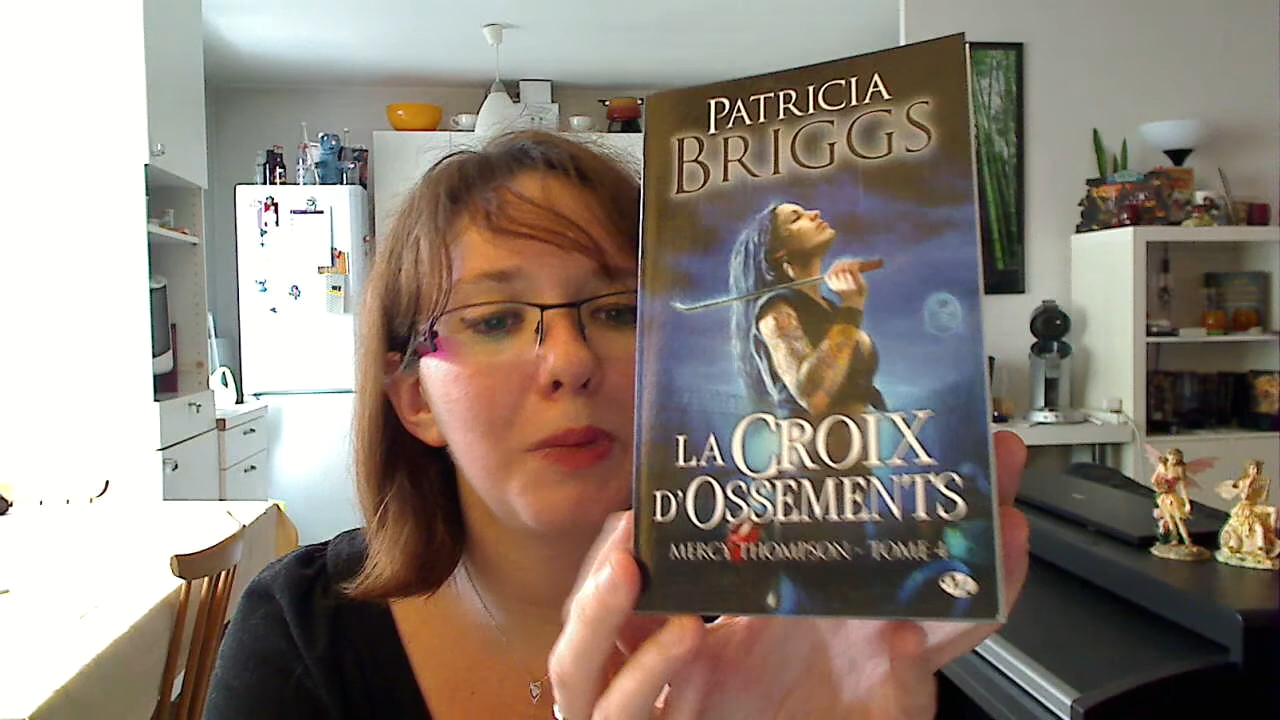 PATRICIA
BRIGGS
LA CROIX
D'OSSEMENTS
MERCY THOMPSON ~ TOME 4